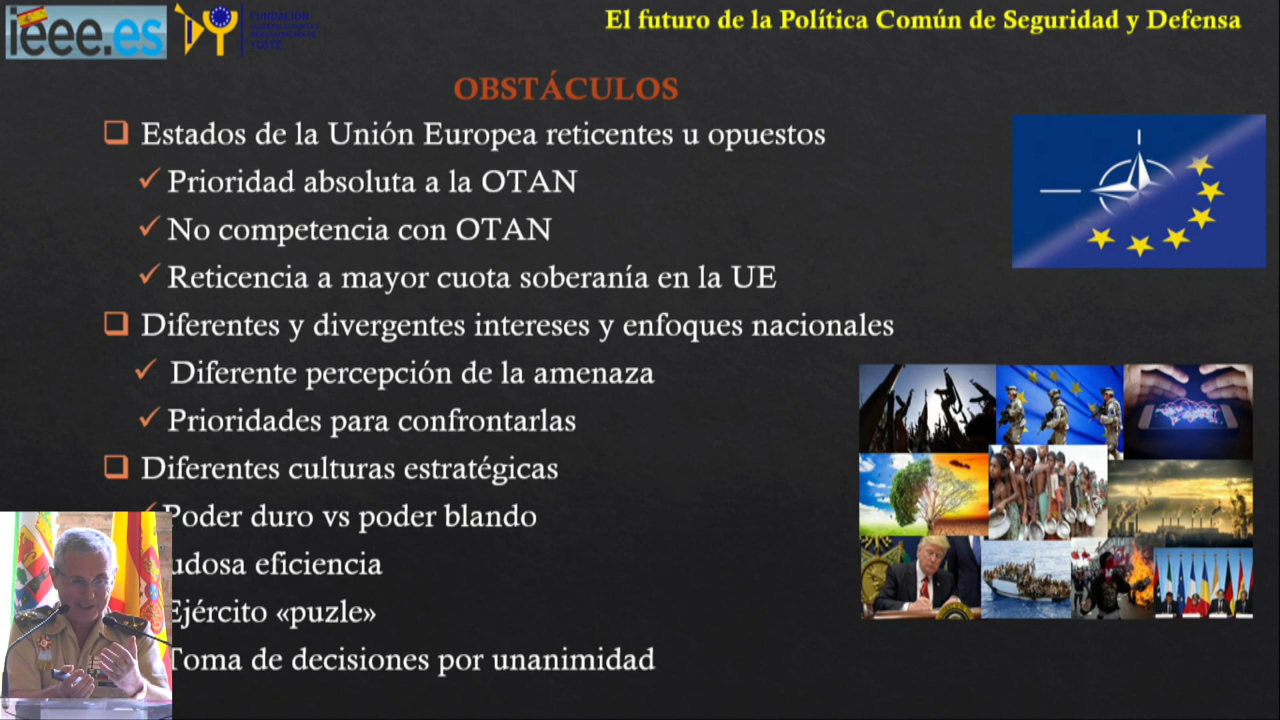 ieee.es
FUNDACIÓN
YUSTE
El futuro de la Política Común de Seguridad y Defensa
OBSTÁCULOS
Estados de la Unión Europea reticentes u opuestos
Prioridad absoluta a la OTAN
No competencia con OTAN
Reticencia a mayor cuota soberanía en la UE
Diferentes y divergentes intereses y enfoques nacionales
Diferente percepción de la amenaza
Prioridades para confrontarlas
Diferentes culturas estratégicas
Poder duro vs poder blando
udosa eficiencia
Ejército «puzle»
Toma de decisiones por unanimidad